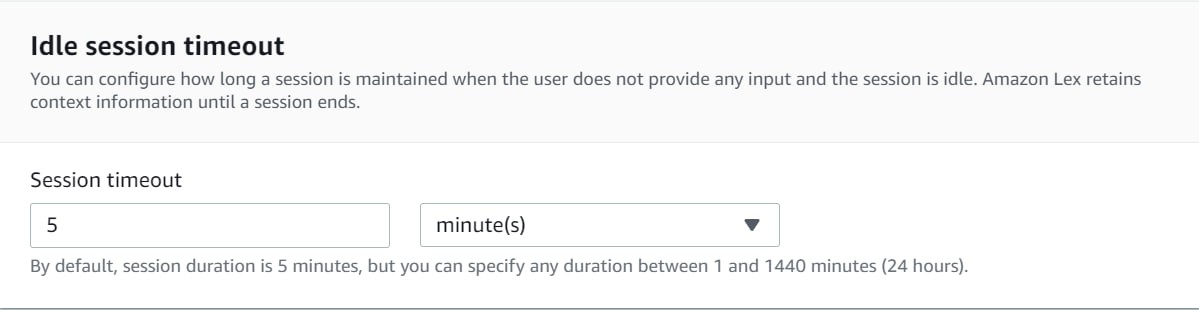 Idle session timeout
You can configure how long a session is maintained when the user does not provide any input and the session is idle. Amazon Lex retains
context information until a session ends.
Session timeout
5 minute(s)
By default, session duration is 5 minutes, but you can specify any duration between 1 and 1440 minutes (24 hours).